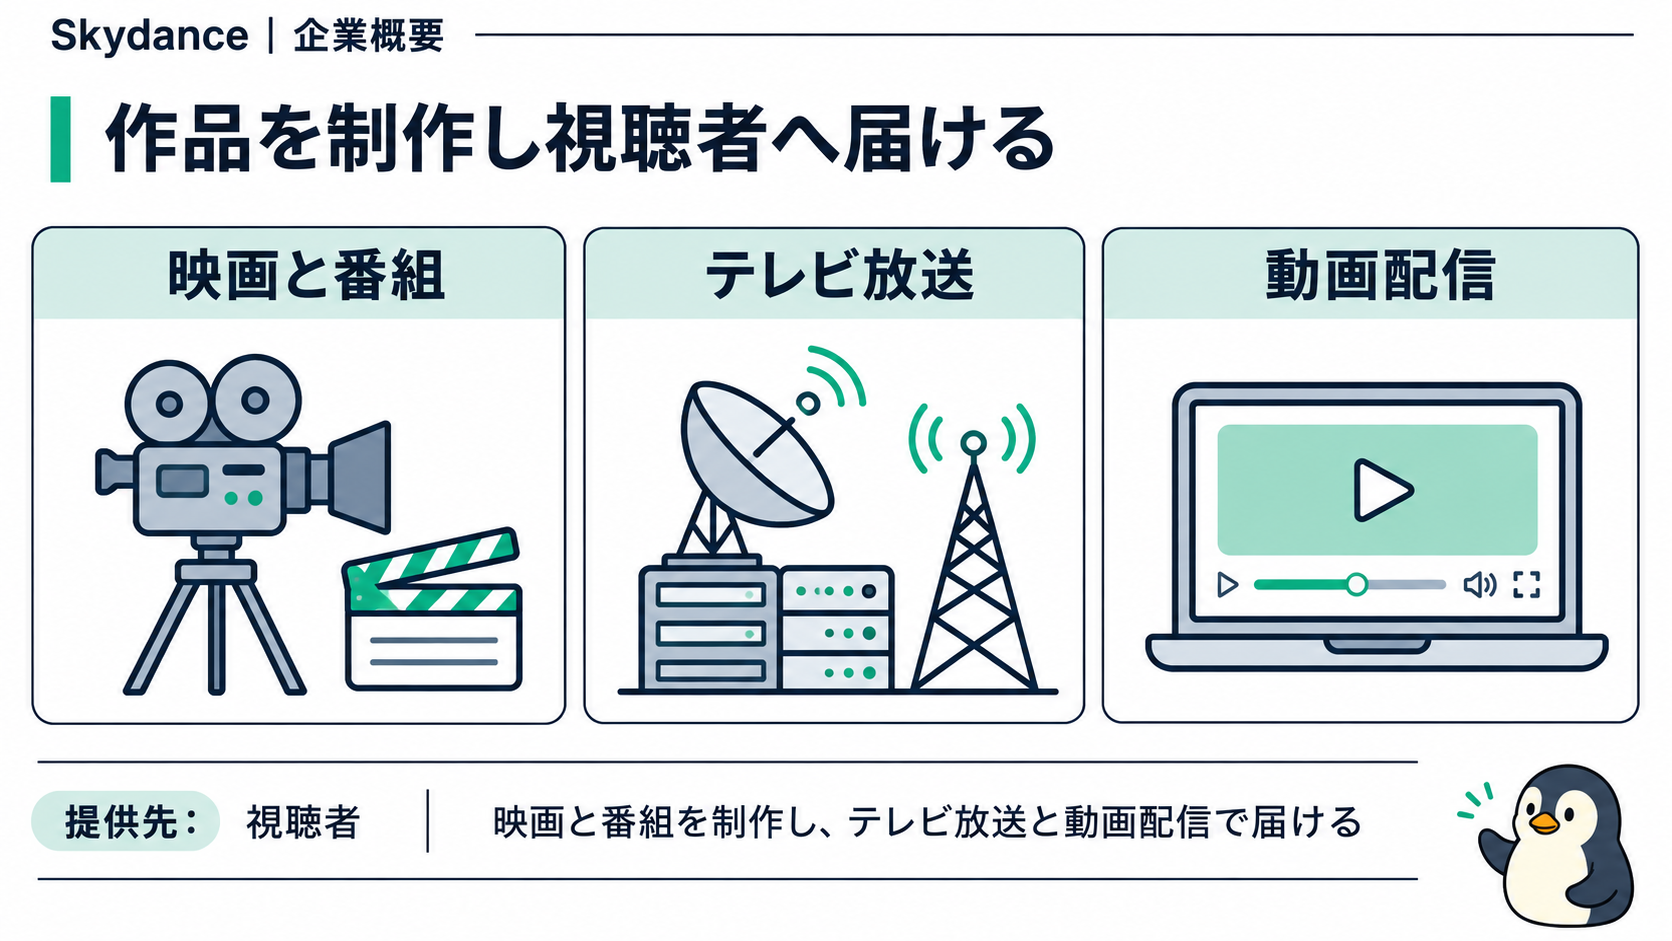 Skydance | 企業概要
作品を制作し視聴者へ届ける
映画と番組
テレビ放送
動画配信
提供先： 視聴者 | 映画と番組を制作し、テレビ放送と動画配信で届ける